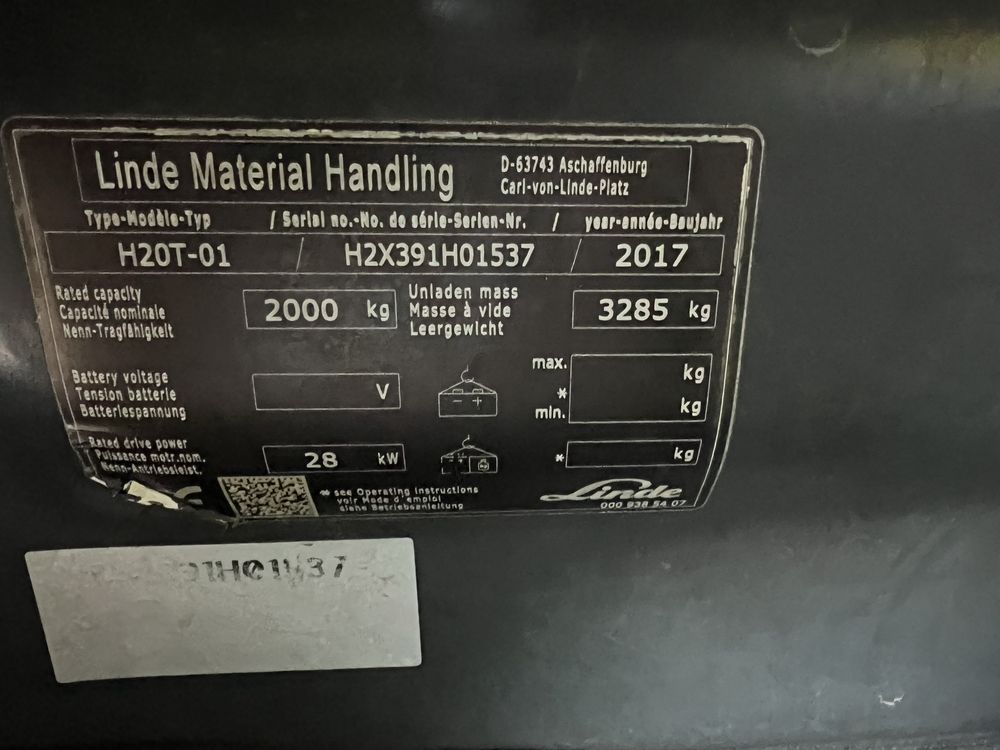 Linde Material Handling
D-63743 Aschaffenburg
Carl-von-Linde-Platz
Type-Modèle-Typ / Serial no.-No. de série-Serien-Nr. / year-année-Baujahr
H20T-01 / H2X391H01537 / 2017
Rated capacity
Capacité nominale
Nenn-Tragfähigkeit
2000 kg
Unladen mass
Masse à vide
Leergewicht
3285 kg
Battery voltage
Tension batterie
Batteriespannung
V
- +
max. kg
*
min. kg
Rated drive power
Puissance motr.nom.
Nenn-Antriebsleist.
28 kW
* kg
* see Operating instructions
voir Mode d'emploi
siehe Betriebsanleitung
Linde
000 938 54 07
91H01537